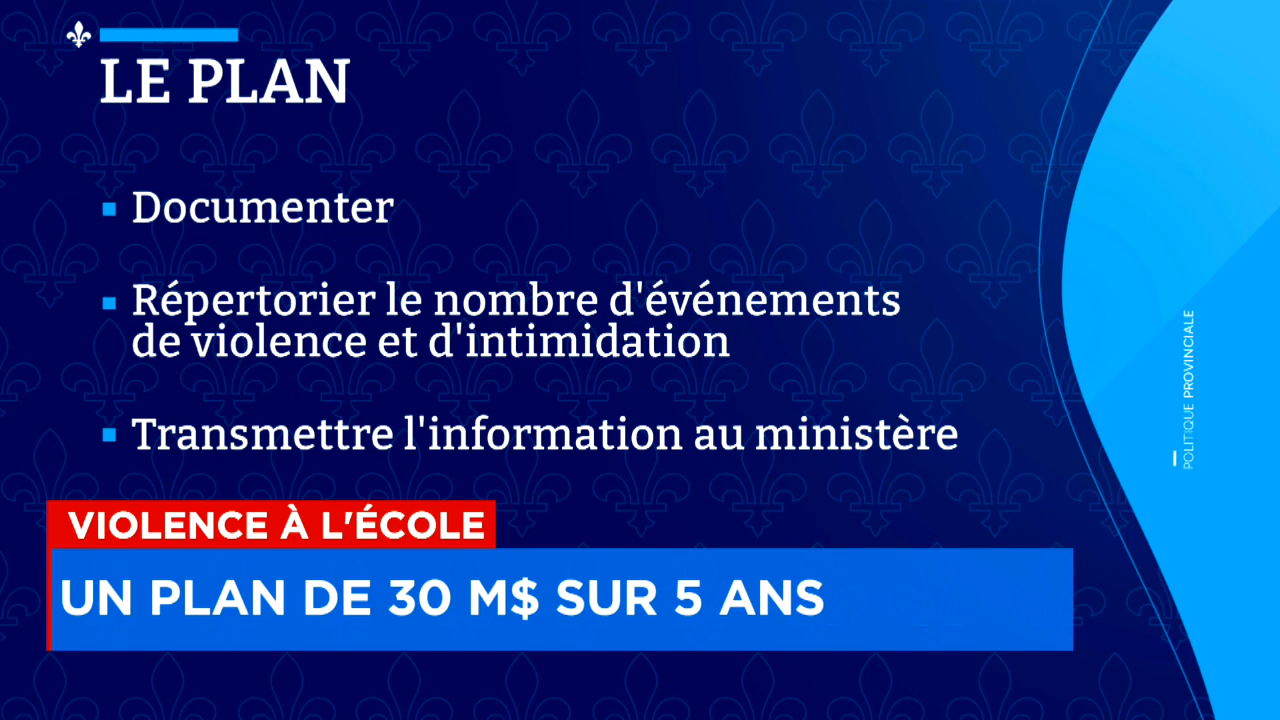 LE PLAN
Documenter
Répertorier le nombre d'événements
de violence et d'intimidation
Transmettre l'information au ministère
POLITIQUE PROVINCIALE
VIOLENCE À L'ÉCOLE
UN PLAN DE 30 M$ SUR 5 ANS